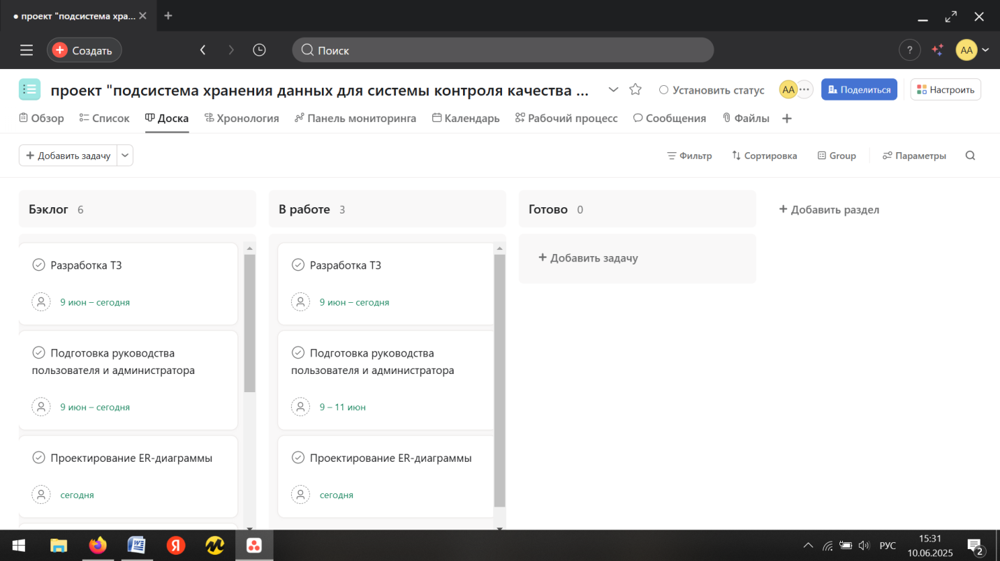 ● проект "подсистема хра...
Создать
Поиск
?
АА
проект "подсистема хранения данных для системы контроля качества ...
Установить статус
АА
Поделиться
Настроить
Обзор
Список
Доска
Хронология
Панель мониторинга
Календарь
Рабочий процесс
Сообщения
Файлы
+ Добавить задачу
Фильтр
Сортировка
Group
Параметры
Бэклог 6
В работе 3
Готово 0
+ Добавить раздел
Разработка ТЗ
9 июн – сегодня
Подготовка руководства
пользователя и администратора
9 июн – сегодня
Проектирование ER-диаграммы
сегодня
Разработка ТЗ
9 июн – сегодня
Подготовка руководства
пользователя и администратора
9 – 11 июн
Проектирование ER-диаграммы
сегодня
+ Добавить задачу
Я
РУС
15:31
10.06.2025
2